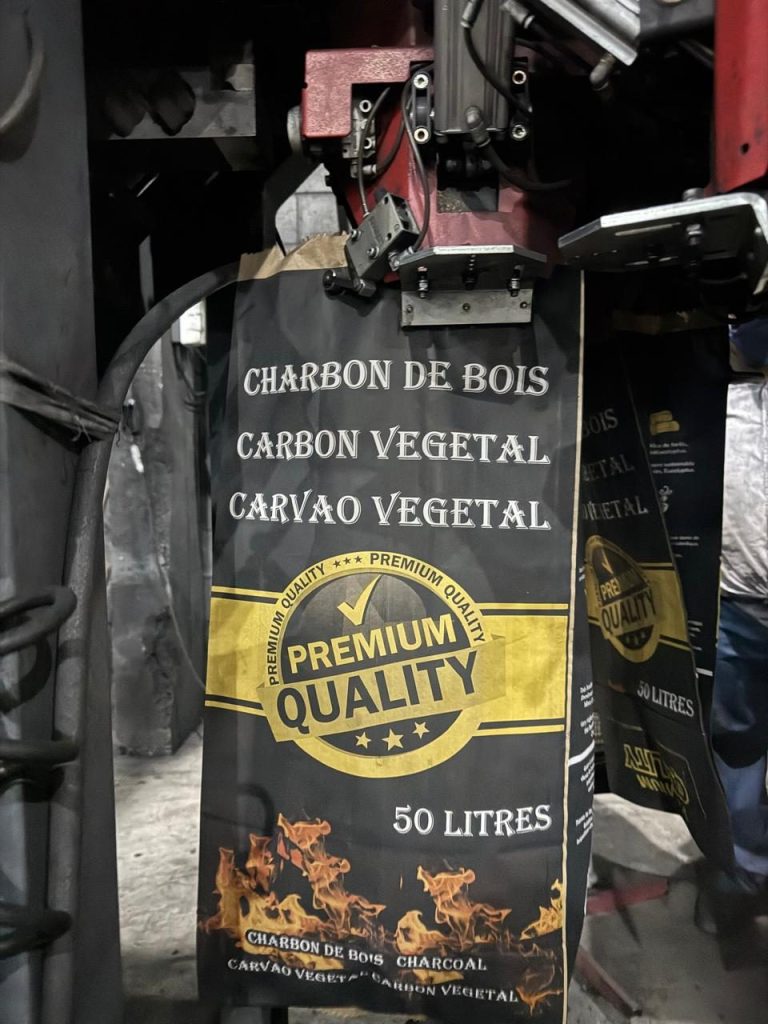 CHARBON DE BOIS
CARBON VEGETAL
CARVAO VEGETAL
PREMIUM QUALITY ★★★ PREMIUM QUALITY
PREMIUM
QUALITY
50 LITRES
CHARBON DE BOIS CHARCOAL
CARVAO VEGETAL CARBON VEGETAL
BOIS
QUALITY
50 LITRES